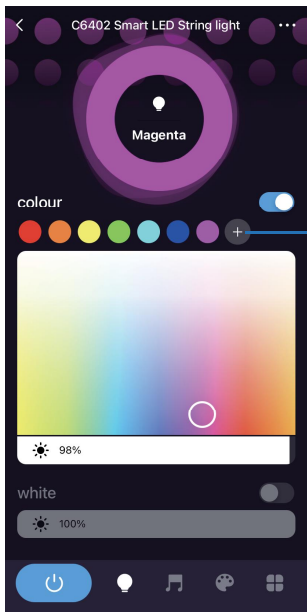 C6402 Smart LED String light
Magenta
colour
98%
white
100%